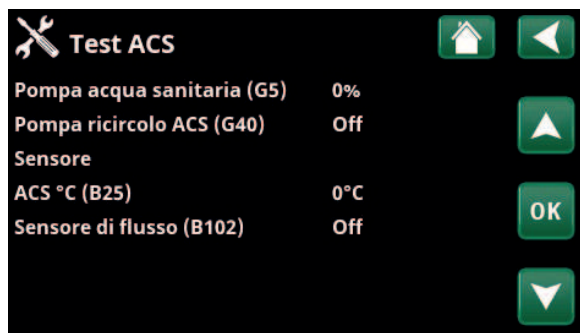 Test ACS
Pompa acqua sanitaria (G5) 0%
Pompa ricircolo ACS (G40) Off
Sensore
ACS °C (B25) 0°C
OK
Sensore di flusso (B102) Off